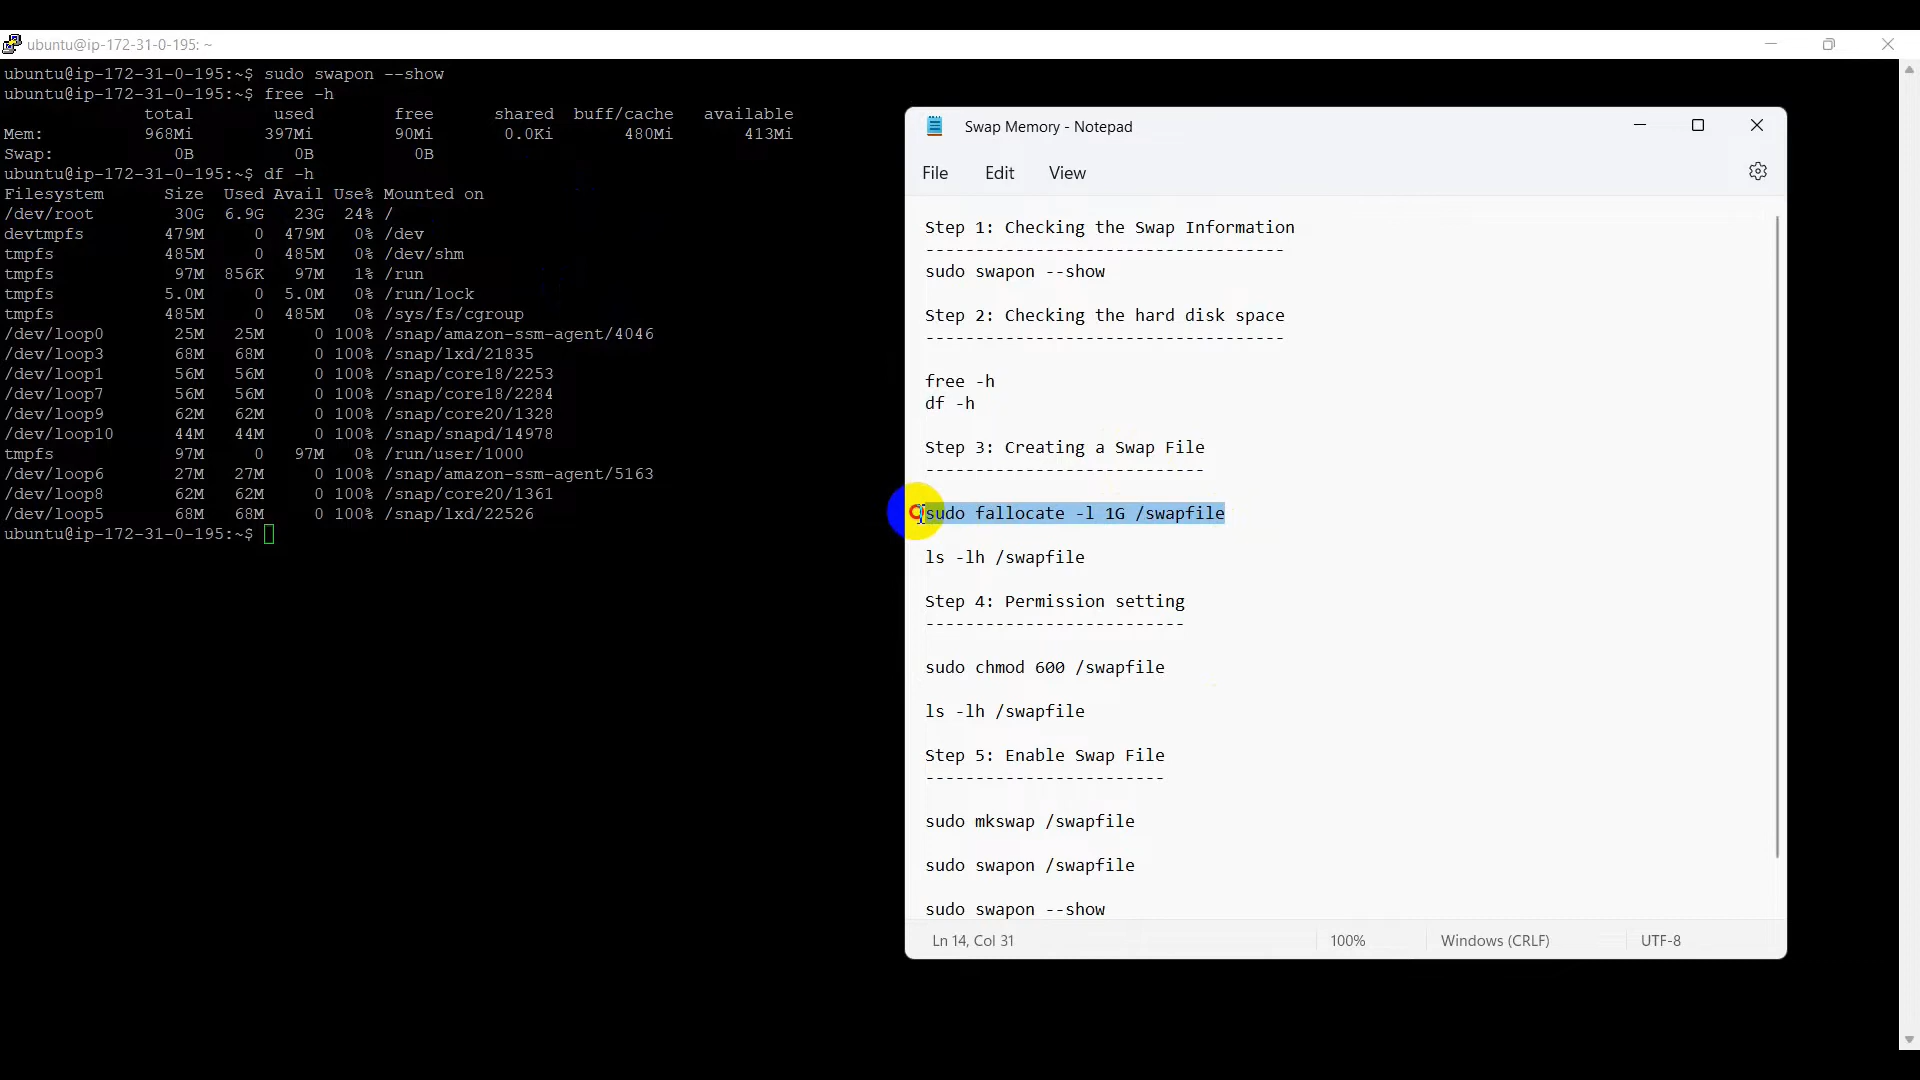 ubuntu@ip-172-31-0-195: ~
ubuntu@ip-172-31-0-195:~$ sudo swapon --show
ubuntu@ip-172-31-0-195:~$ free -h
total used free shared buff/cache available
Mem: 968Mi 397Mi 90Mi 0.0Ki 480Mi 413Mi
Swap: 0B 0B 0B
ubuntu@ip-172-31-0-195:~$ df -h
Filesystem Size Used Avail Use% Mounted on
/dev/root 30G 6.9G 23G 24% /
devtmpfs 479M 0 479M 0% /dev
tmpfs 485M 0 485M 0% /dev/shm
tmpfs 97M 856K 97M 1% /run
tmpfs 5.0M 0 5.0M 0% /run/lock
tmpfs 485M 0 485M 0% /sys/fs/cgroup
/dev/loop0 25M 25M 0 100% /snap/amazon-ssm-agent/4046
/dev/loop3 68M 68M 0 100% /snap/lxd/21835
/dev/loop1 56M 56M 0 100% /snap/core18/2253
/dev/loop7 56M 56M 0 100% /snap/core18/2284
/dev/loop9 62M 62M 0 100% /snap/core20/1328
/dev/loop10 44M 44M 0 100% /snap/snapd/14978
tmpfs 97M 0 97M 0% /run/user/1000
/dev/loop6 27M 27M 0 100% /snap/amazon-ssm-agent/5163
/dev/loop8 62M 62M 0 100% /snap/core20/1361
/dev/loop5 68M 68M 0 100% /snap/lxd/22526
ubuntu@ip-172-31-0-195:~$
Swap Memory - Notepad
File Edit View
Step 1: Checking the Swap Information
-------------------------------------
sudo swapon --show
Step 2: Checking the hard disk space
------------------------------------
free -h
df -h
Step 3: Creating a Swap File
----------------------------
sudo fallocate -l 1G /swapfile
ls -lh /swapfile
Step 4: Permission setting
--------------------------
sudo chmod 600 /swapfile
ls -lh /swapfile
Step 5: Enable Swap File
------------------------
sudo mkswap /swapfile
sudo swapon /swapfile
sudo swapon --show
Ln 14, Col 31 100% Windows (CRLF) UTF-8